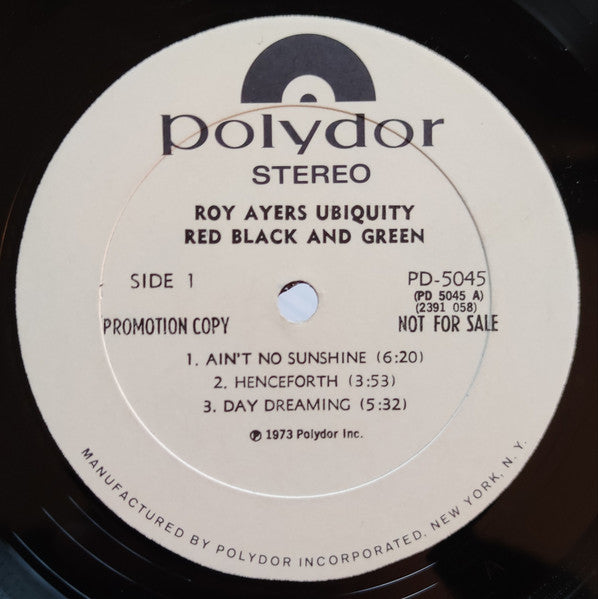 polydor
STEREO
ROY AYERS UBIQUITY
RED BLACK AND GREEN
SIDE 1
PD-5045
(PD 5045 A)
(2391 058)
PROMOTION COPY
NOT FOR SALE
1. AIN'T NO SUNSHINE (6:20)
2. HENCEFORTH (3:53)
3. DAY DREAMING (5:32)
Ⓟ 1973 Polydor Inc.
MANUFACTURED BY POLYDOR INCORPORATED, NEW YORK, N. Y.